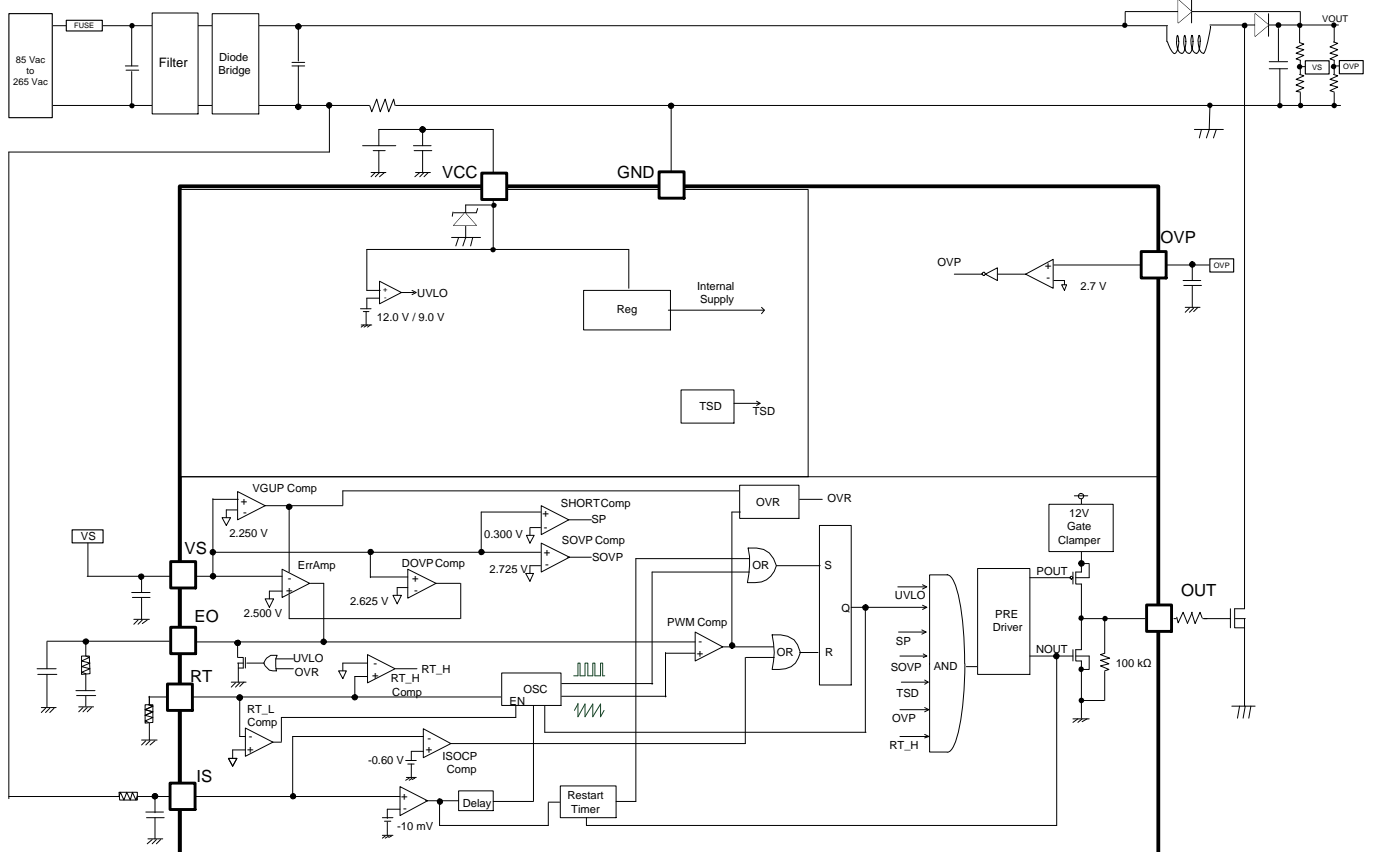 FUSE
85 Vac
to
265 Vac
Filter
Diode
Bridge
VOUT
VS
OVP
VCC
GND
OVP
OVP
OVP
2.7 V
UVLO
12.0 V / 9.0 V
Reg
Internal
Supply
TSD
TSD
VGUP Comp
2.250 V
SHORT Comp
SP
0.300 V
SOVP Comp
SOVP
2.725 V
OVR
OVR
12V
Gate
Clamper
VS
VS
ErrAmp
2.500 V
DOVP Comp
2.625 V
OR
S
Q
R
OR
PWM Comp
EO
UVLO
OVR
RT_H
RT_H
Comp
RT
RT_L
Comp
OSC
EN
UVLO
SP
SOVP
TSD
OVP
RT_H
AND
PRE
Driver
POUT
NOUT
OUT
100 kΩ
-0.60 V
ISOCP
Comp
IS
-10 mV
Delay
Restart
Timer